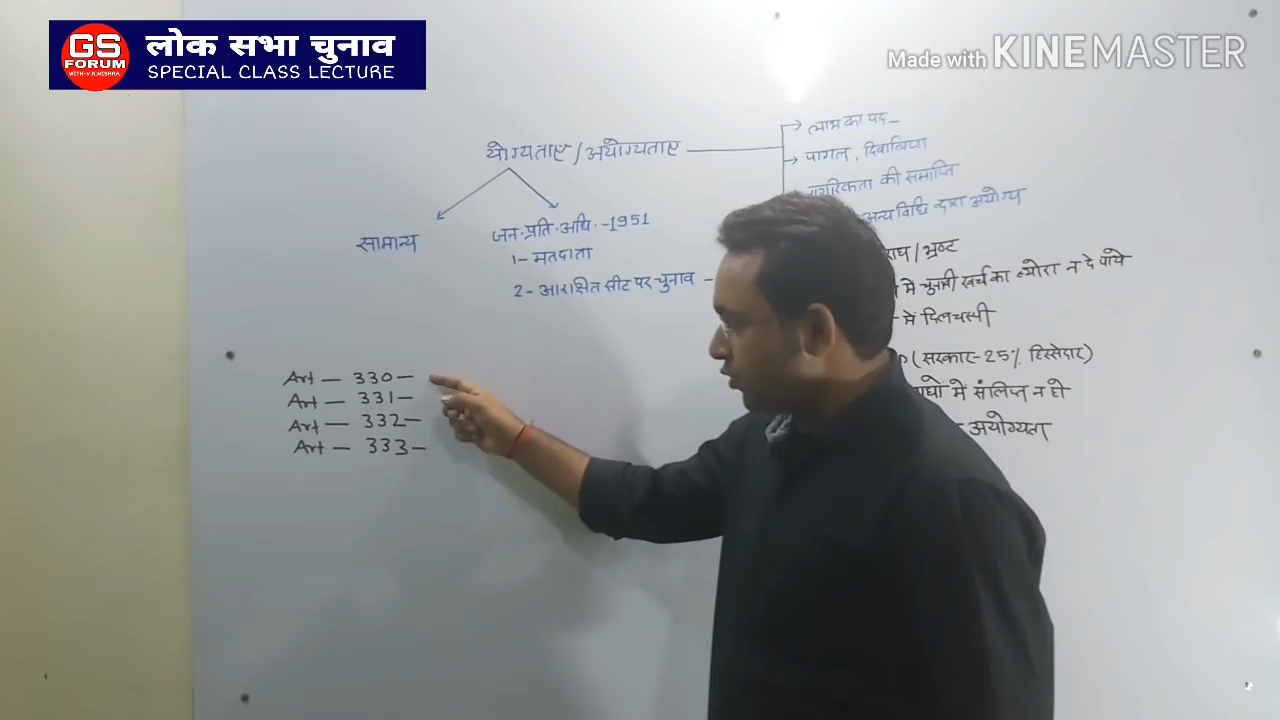 GS
FORUM
WITH-V.R.MISHRA
लोक सभा चुनाव
SPECIAL CLASS LECTURE
Made with KINEMASTER
योग्यताए / अयोग्यताए
सामान्य
जन. प्रति. अधि. - 1951
1- मतदाता
2- आरक्षित सीट पर चुनाव -
Art - 330 -
Art - 331 -
Art - 332 -
Art - 333 -
लाभ का पद -
पागल, दिवालिया
नागरिकता की समाप्ति
अन्य विधि द्वारा अयोग्य
राध / भ्रष्ट
मे चुनावी खर्च का व्योरा न दे पाये
- मे दिलचस्पी
(सरकार - 25% हिस्सेदार)
मे संलिप्त न हो
अयोग्यता